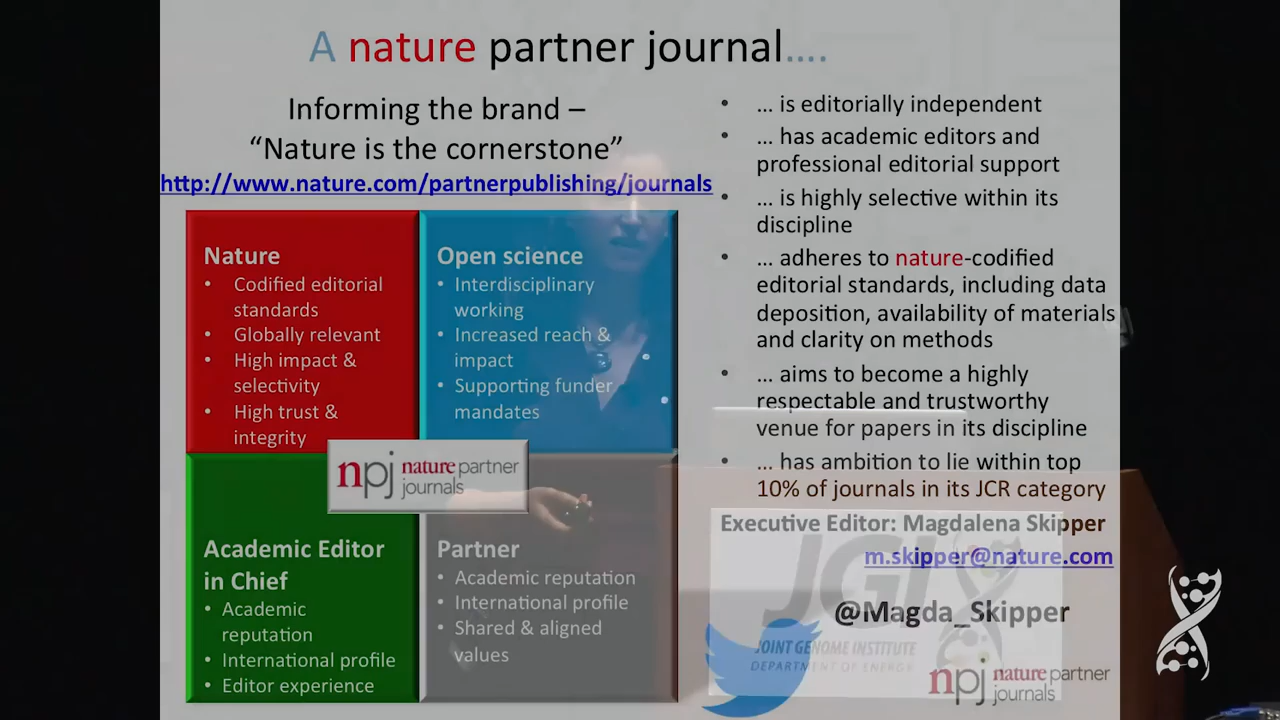 A nature partner journal....
Informing the brand –
“Nature is the cornerstone”
http://www.nature.com/partnerpublishing/journals
Nature
• Codified editorial
standards
• Globally relevant
• High impact &
selectivity
• High trust &
integrity
Open science
• Interdisciplinary
working
• Increased reach &
impact
• Supporting funder
mandates
npj nature partner
journals
Academic Editor
in Chief
• Academic
reputation
• International profile
• Editor experience
Partner
• Academic reputation
• International profile
• Shared & aligned
values
• ... is editorially independent
• ... has academic editors and
professional editorial support
• ... is highly selective within its
discipline
• ... adheres to nature-codified
editorial standards, including data
deposition, availability of materials
and clarity on methods
• ... aims to become a highly
respectable and trustworthy
venue for papers in its discipline
• ... has ambition to lie within top
10% of journals in its JCR category
Executive Editor: Magdalena Skipper
m.skipper@nature.com
@Magda_Skipper
JGI
JOINT GENOME INSTITUTE
DEPARTMENT OF ENERGY
npj nature partner
journals